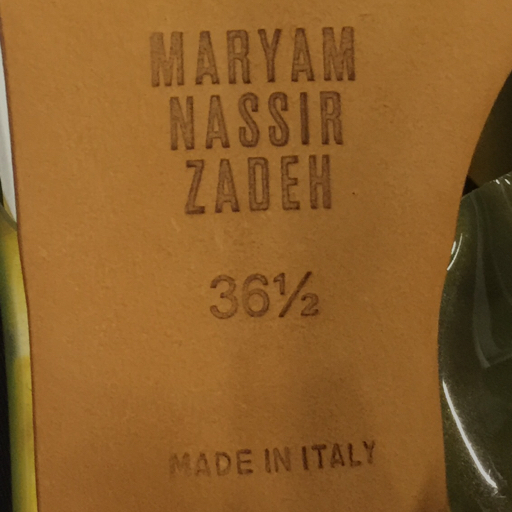 MARYAM
NASSIR
ZADEH
36½
MADE IN ITALY